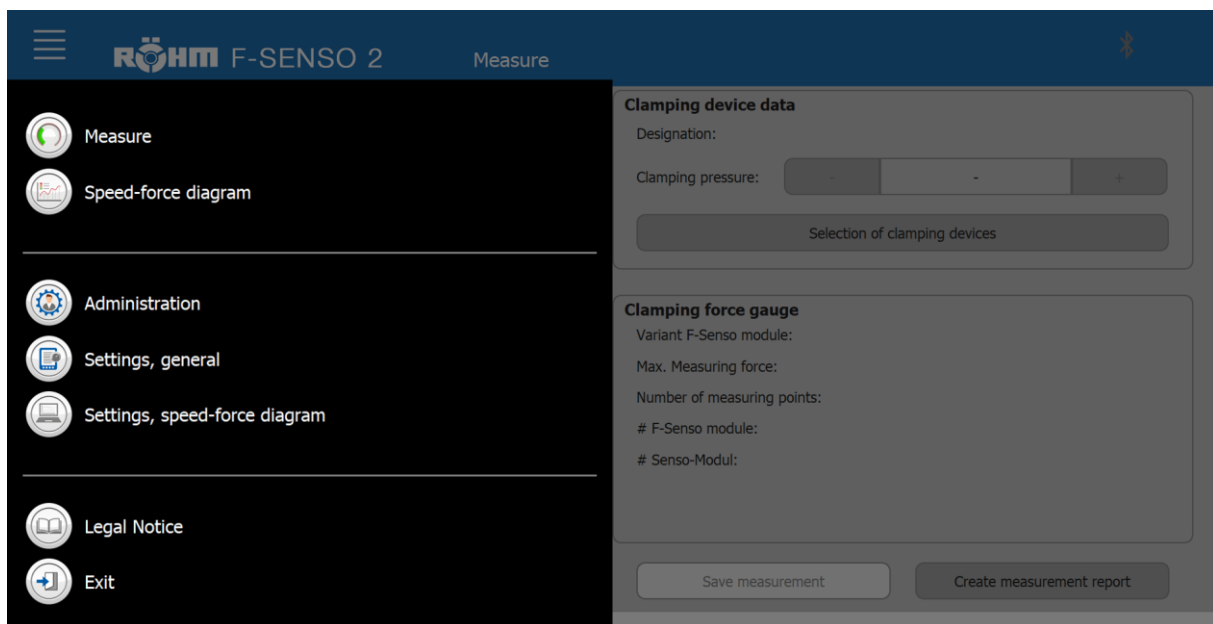 RÖHM F-SENSO 2 Measure
Measure
Speed-force diagram
Administration
Settings, general
Settings, speed-force diagram
Legal Notice
Exit
Clamping device data
Designation:
Clamping pressure: - - +
Selection of clamping devices
Clamping force gauge
Variant F-Senso module:
Max. Measuring force:
Number of measuring points:
# F-Senso module:
# Senso-Modul:
Save measurement Create measurement report